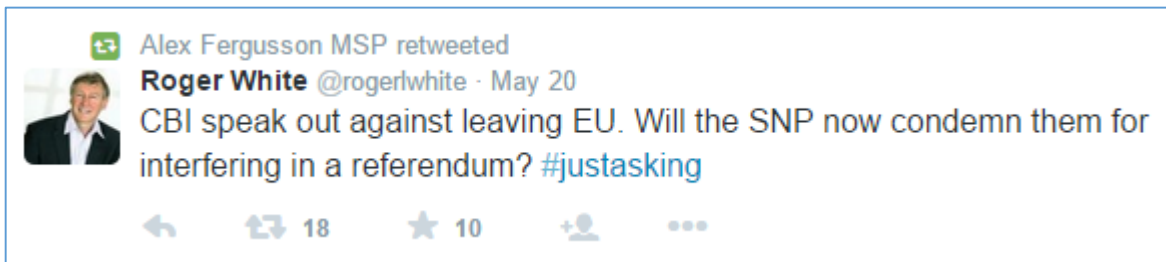 Alex Fergusson MSP retweeted
Roger White @rogerlwhite · May 20
CBI speak out against leaving EU. Will the SNP now condemn them for
interfering in a referendum? #justasking
18 10